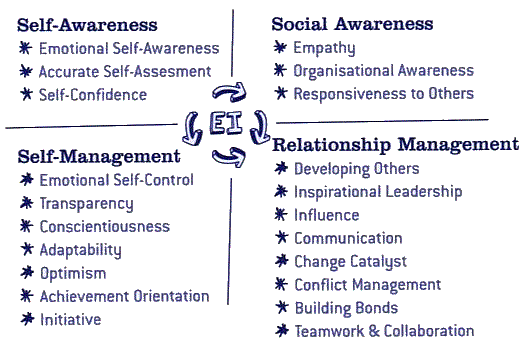 Self-Awareness
Emotional Self-Awareness
Accurate Self-Assesment
Self-Confidence
Social Awareness
Empathy
Organisational Awareness
Responsiveness to Others
EI
Self-Management
Emotional Self-Control
Transparency
Conscientiousness
Adaptability
Optimism
Achievement Orientation
Initiative
Relationship Management
Developing Others
Inspirational Leadership
Influence
Communication
Change Catalyst
Conflict Management
Building Bonds
Teamwork & Collaboration